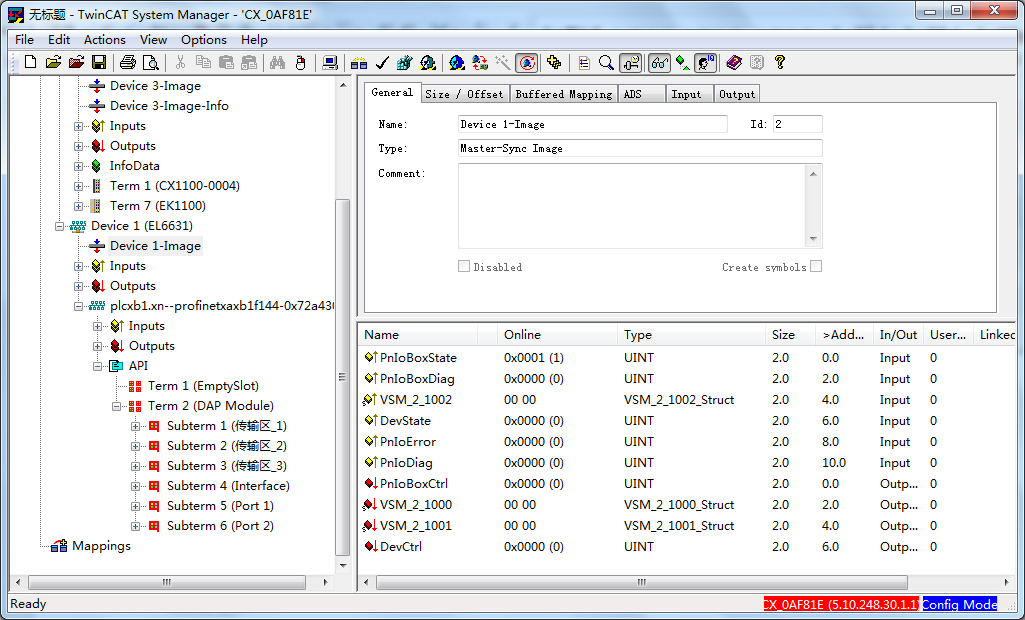 无标题 - TwinCAT System Manager - 'CX_0AF81E'
File Edit Actions View Options Help
Device 3-Image
Device 3-Image-Info
Inputs
Outputs
InfoData
Term 1 (CX1100-0004)
Term 7 (EK1100)
Device 1 (EL6631)
Device 1-Image
Inputs
Outputs
plcxb1.xn--profinetxaxb1f144-0x72a430
Inputs
Outputs
API
Term 1 (EmptySlot)
Term 2 (DAP Module)
Subterm 1 (传输区_1)
Subterm 2 (传输区_2)
Subterm 3 (传输区_3)
Subterm 4 (Interface)
Subterm 5 (Port 1)
Subterm 6 (Port 2)
Mappings
General Size / Offset Buffered Mapping ADS Input Output
Name: Device 1-Image Id: 2
Type: Master-Sync Image
Comment:
Disabled Create symbols
Name Online Type Size >Add... In/Out User... Linked
PnIoBoxState 0x0001 (1) UINT 2.0 0.0 Input 0
PnIoBoxDiag 0x0000 (0) UINT 2.0 2.0 Input 0
VSM_2_1002 00 00 VSM_2_1002_Struct 2.0 4.0 Input 0
DevState 0x0000 (0) UINT 2.0 6.0 Input 0
PnIoError 0x0000 (0) UINT 2.0 8.0 Input 0
PnIoDiag 0x0000 (0) UINT 2.0 10.0 Input 0
PnIoBoxCtrl 0x0000 (0) UINT 2.0 0.0 Outp... 0
VSM_2_1000 00 00 VSM_2_1000_Struct 2.0 2.0 Outp... 0
VSM_2_1001 00 00 VSM_2_1001_Struct 2.0 4.0 Outp... 0
DevCtrl 0x0000 (0) UINT 2.0 6.0 Outp... 0
Ready CX_0AF81E (5.10.248.30.1.1) Config Mode